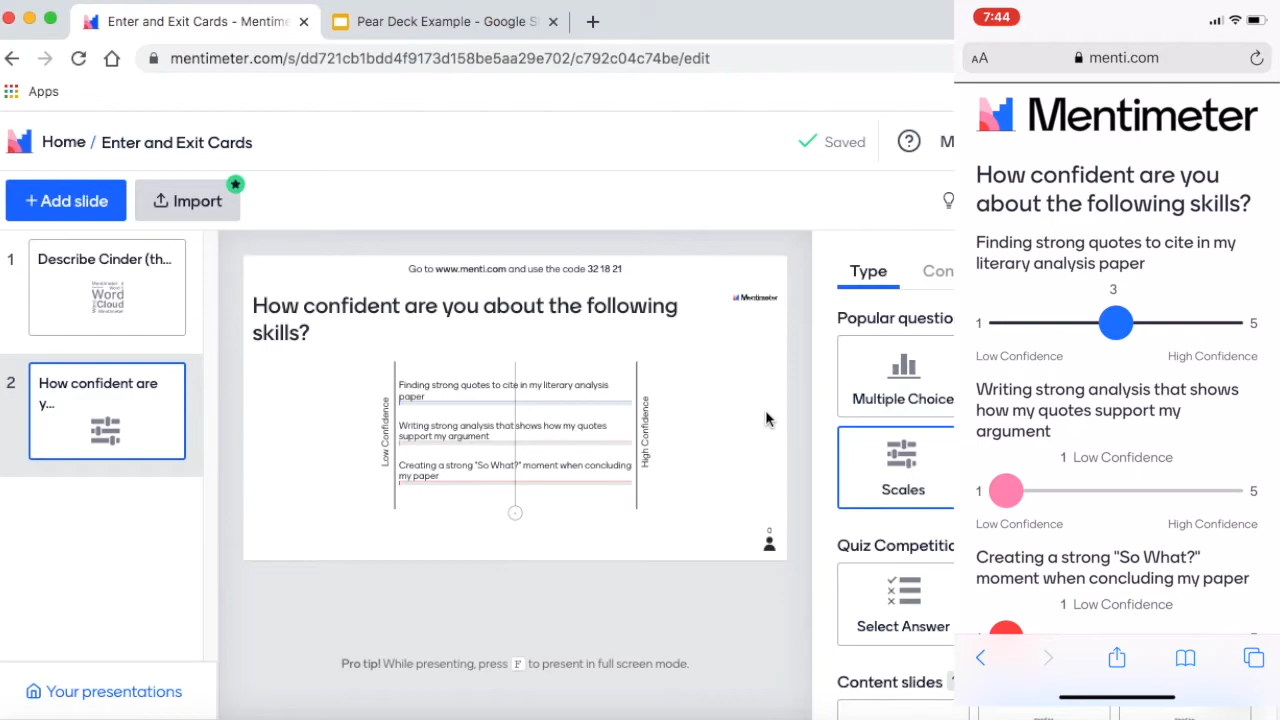 Enter and Exit Cards - Mentime
Pear Deck Example - Google S
mentimeter.com/s/dd721cb1bdd4f9173d158be5aa29e702/c792c04c74be/edit
Apps
Home / Enter and Exit Cards
Saved
M
+ Add slide
Import
1
Describe Cinder (th...
Word
Cloud
2
How confident are
y...
Your presentations
Go to www.menti.com and use the code 32 18 21
How confident are you about the following
skills?
Mentimeter
Low Confidence
Finding strong quotes to cite in my literary analysis
paper
Writing strong analysis that shows how my quotes
support my argument
Creating a strong "So What?" moment when concluding
my paper
High Confidence
0
Pro tip! While presenting, press F to present in full screen mode.
Type
Con
Popular questio
Multiple Choice
Scales
Quiz Competitio
Select Answer
Content slides
7:44
AA
menti.com
Mentimeter
How confident are you
about the following skills?
Finding strong quotes to cite in my
literary analysis paper
3
1
5
Low Confidence
High Confidence
Writing strong analysis that shows
how my quotes support my
argument
1 Low Confidence
1
5
Low Confidence
High Confidence
Creating a strong "So What?"
moment when concluding my paper
1 Low Confidence